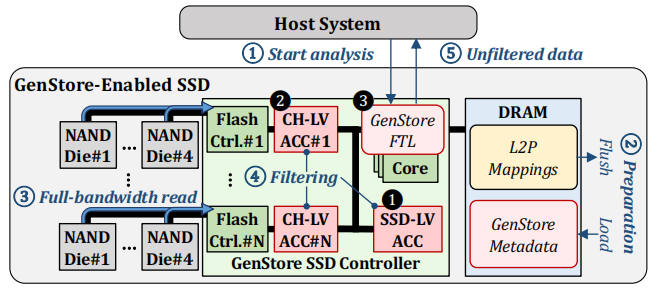 Host System
① Start analysis
⑤ Unfiltered data
GenStore-Enabled SSD
NAND
Die#1
...
NAND
Die#4
Flash
Ctrl.#1
❷
CH-LV
ACC#1
❸
GenStore
FTL
Core
DRAM
L2P
Mappings
Flush
② Preparation
③ Full-bandwidth read
④ Filtering
NAND
Die#1
...
NAND
Die#4
Flash
Ctrl.#N
CH-LV
ACC#N
❶
SSD-LV
ACC
GenStore
Metadata
Load
GenStore SSD Controller